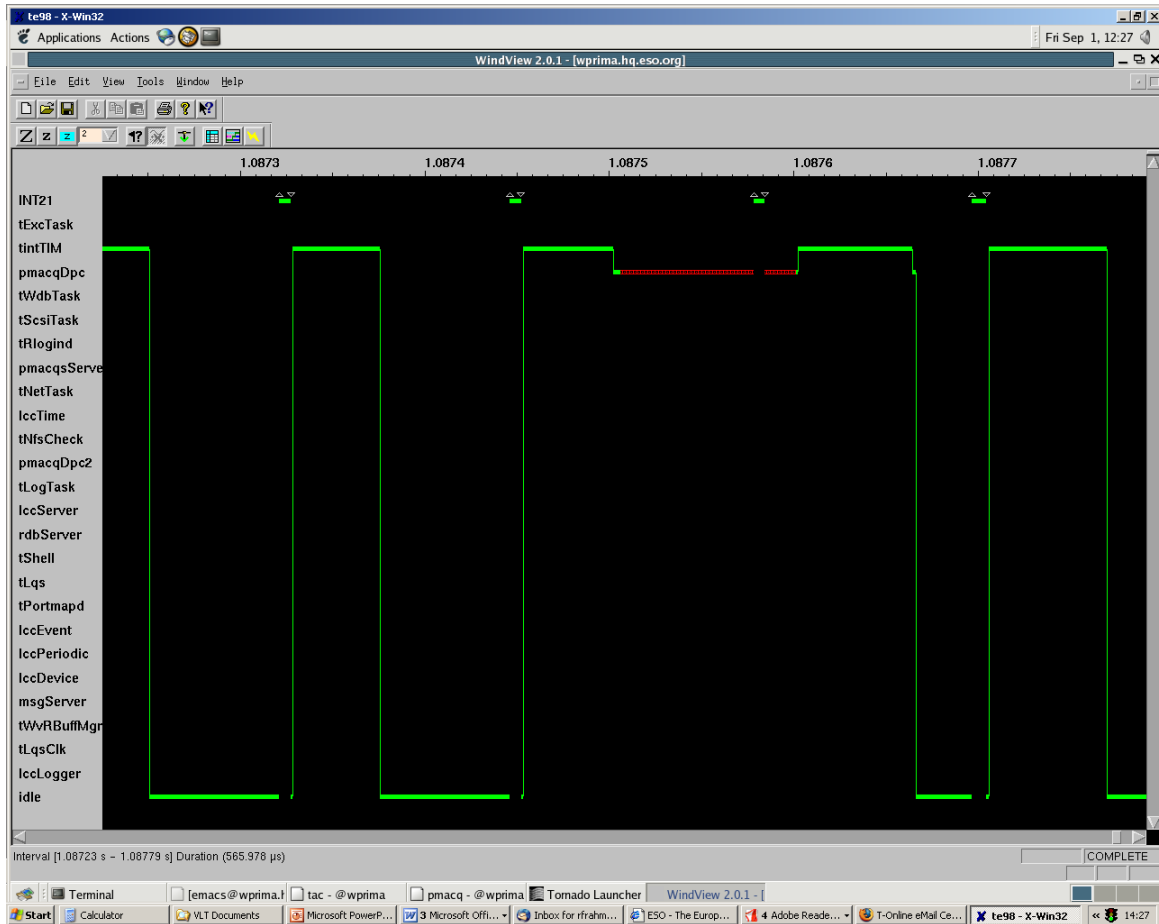 te98 - X-Win32
Applications Actions Fri Sep 1, 12:27
WindView 2.0.1 - [wprima.hq.eso.org]
File Edit View Tools Window Help
Z z z 2
1.0873 1.0874 1.0875 1.0876 1.0877
INT21
tExcTask
tintTIM
pmacqDpc
tWdbTask
tScsiTask
tRlogind
pmacqsServe
tNetTask
lccTime
tNfsCheck
pmacqDpc2
tLogTask
lccServer
rdbServer
tShell
tLqs
tPortmapd
lccEvent
lccPeriodic
lccDevice
msgServer
tWvRBuffMgr
tLqsClk
lccLogger
idle
Interval [1.08723 s - 1.08779 s] Duration (565.978 µs) COMPLETE
Terminal [emacs@wprima.h tac - @wprima pmacq - @wprima Tornado Launcher WindView 2.0.1 - [
Start Calculator VLT Documents Microsoft PowerP... 3 Microsoft Offi... Inbox for rfrahm... ESO - The Europ... 4 Adobe Reade... T-Online eMail Ce... te98 - X-Win32 « 14:27